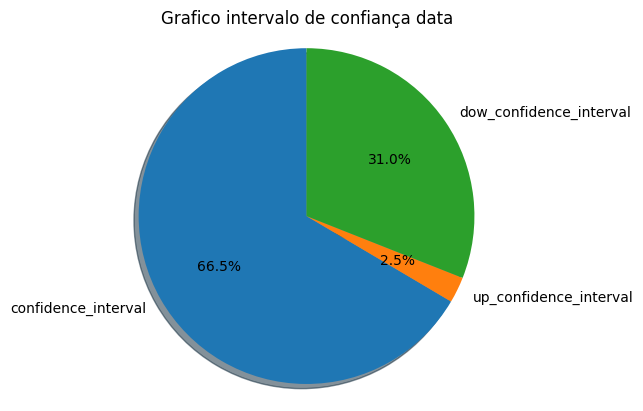 Grafico intervalo de confiança data
dow_confidence_interval
31.0%
2.5%
66.5%
up_confidence_interval
confidence_interval